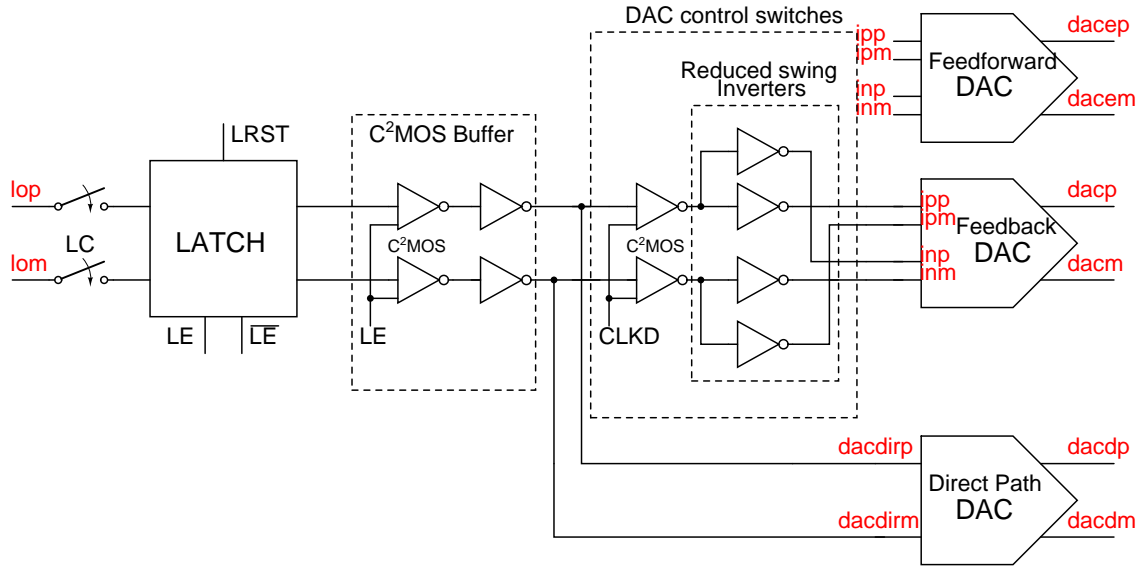 DAC control switches
ipp
ipm
inp
inm
Feedforward
DAC
dacep
dacem
Reduced swing
Inverters
C²MOS Buffer
LRST
lop
LC
lom
LATCH
LE
L̅E̅
C²MOS
LE
C²MOS
CLKD
ipp
ipm
inp
inm
Feedback
DAC
dacp
dacm
dacdirp
dacdirm
Direct Path
DAC
dacdp
dacdm